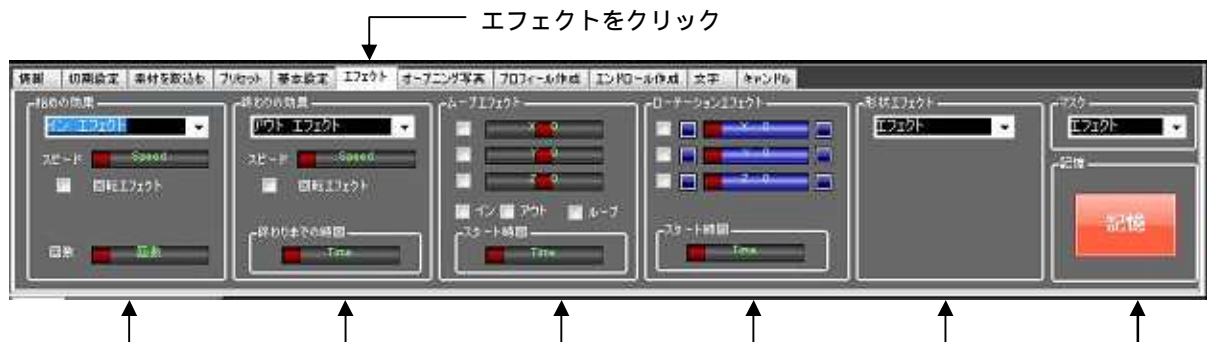 エフェクトをクリック
情報 初期設定 素材を取込む プリセット 基本設定 エフェクト オープニング写真 プロフィール作成 エンドロール作成 文字 キャンドル
始めの効果 終わりの効果 ムーブエフェクト ローテーションエフェクト 形状エフェクト マスク
イン エフェクト アウト エフェクト X 0 X 0 エフェクト エフェクト
スピード Speed スピード Speed Y 0 Y 0 記憶
回転エフェクト 回転エフェクト Z 0 Z 0
イン アウト ループ 記憶
終わりまでの時間 スタート時間 スタート時間
回数 回数 Time Time Time